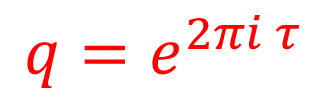 q = e^{2πi τ}